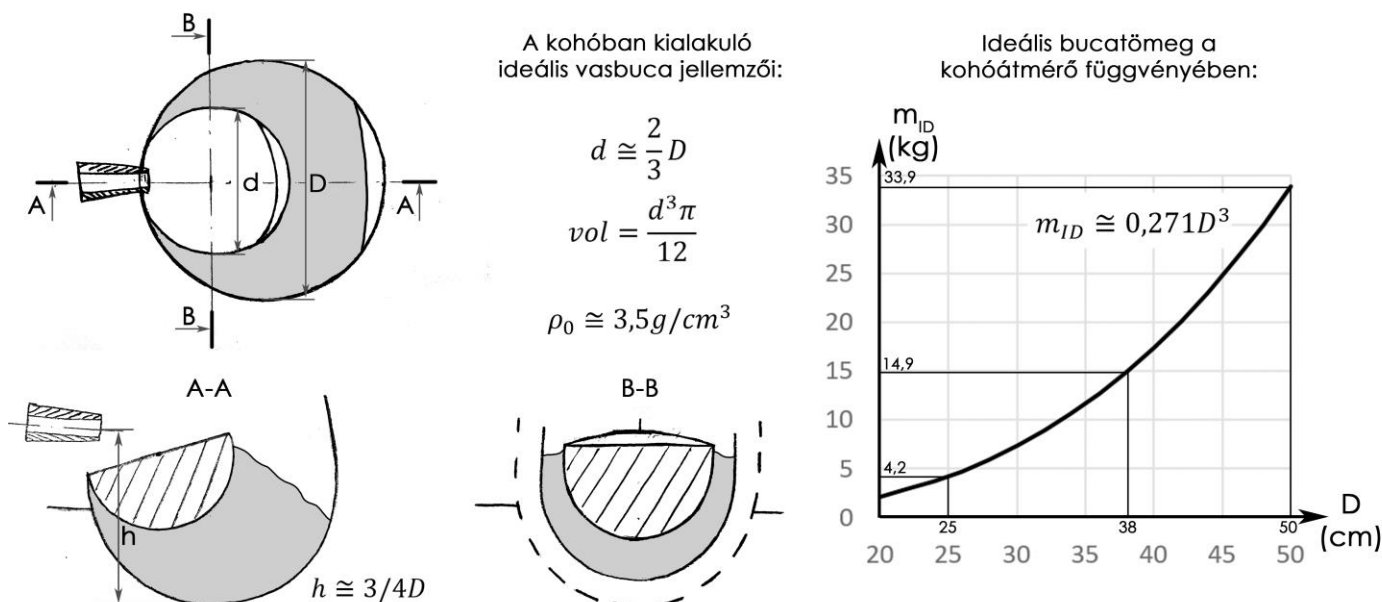 B
B
A
A
d
D
A-A
h
h ≅ 3/4D
A kohóban kialakuló
ideális vasbuca jellemzői:
d ≅ 2/3 D
vol = d³π/12
ρ₀ ≅ 3,5g/cm³
B-B
Ideális bucatömeg a
kohóátmérő függvényében:
m_ID
(kg)
m_ID ≅ 0,271D³
35
33,9
30
25
20
15
14,9
10
5
4,2
0
25
38
50
D
(cm)
20
25
30
35
40
45
50